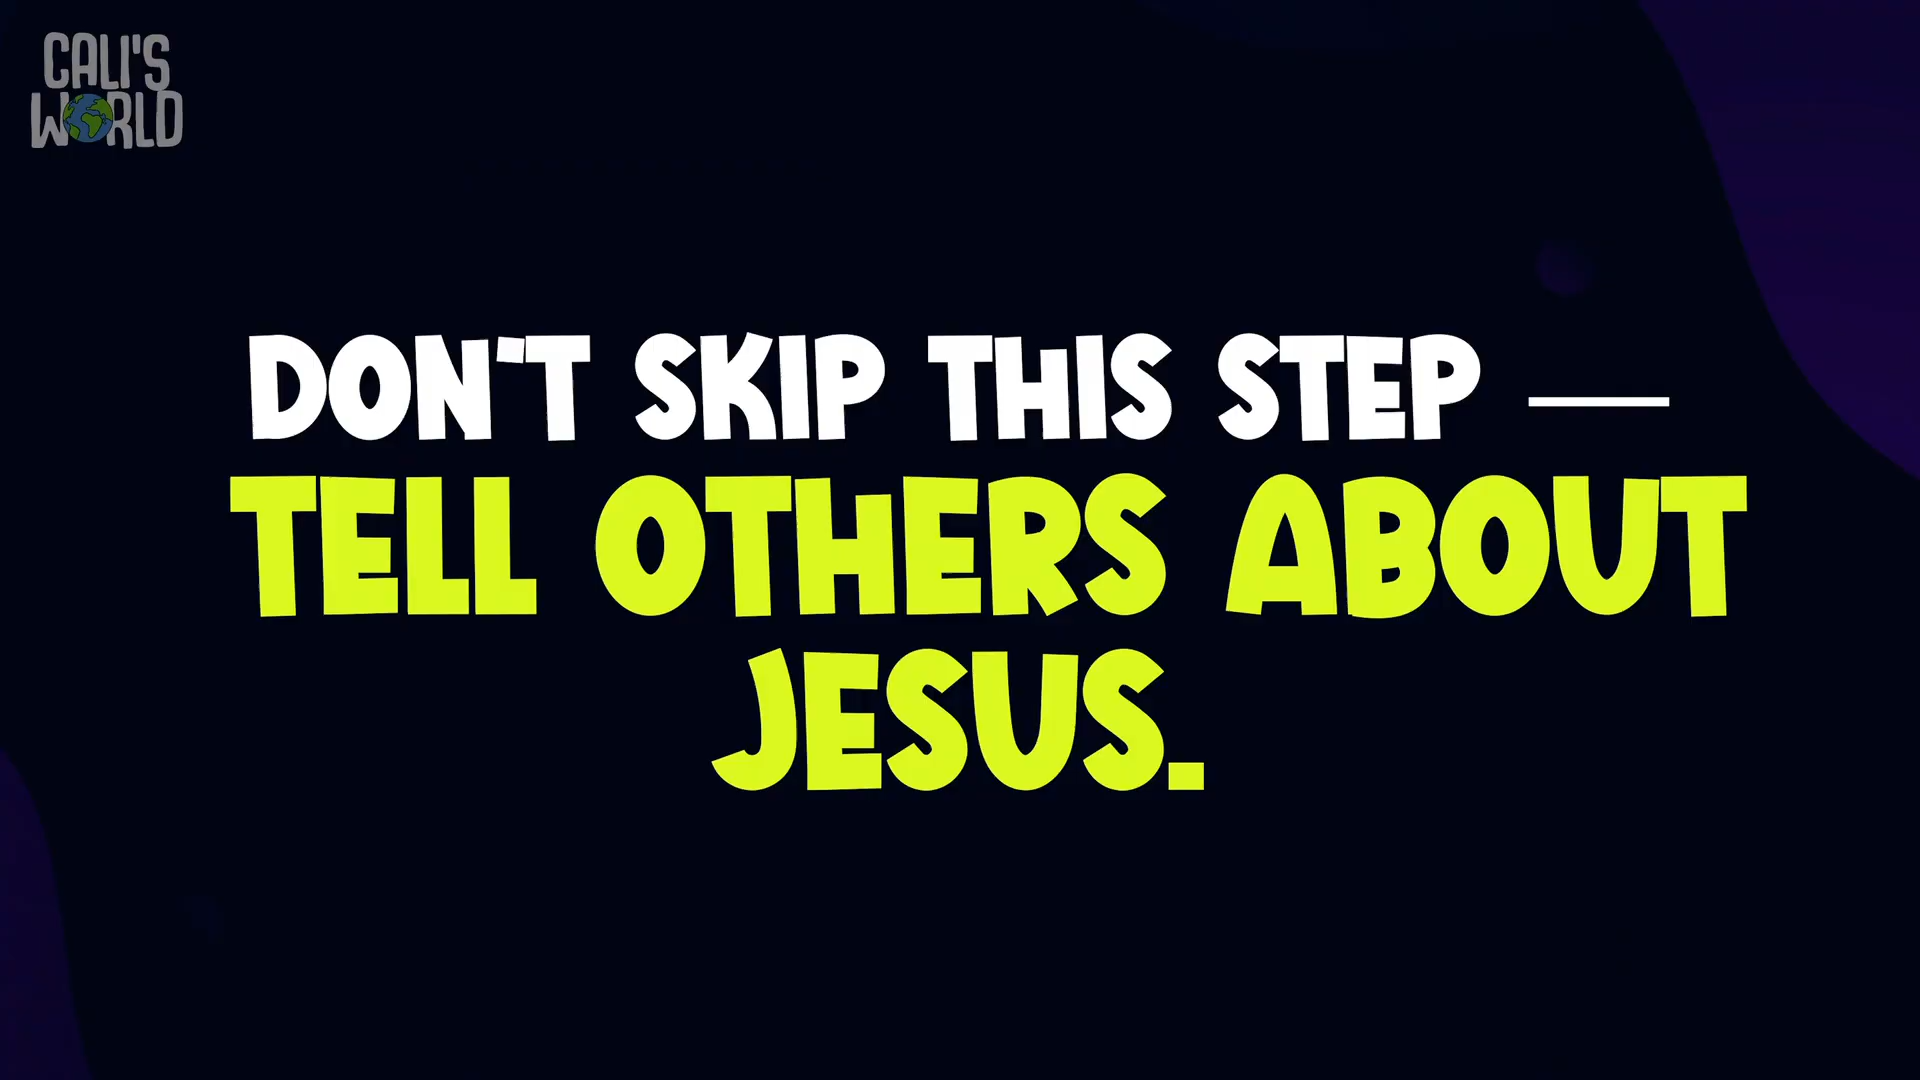 CALI'S
WORLD
DON'T SKIP THIS STEP —
TELL OTHERS ABOUT
JESUS.